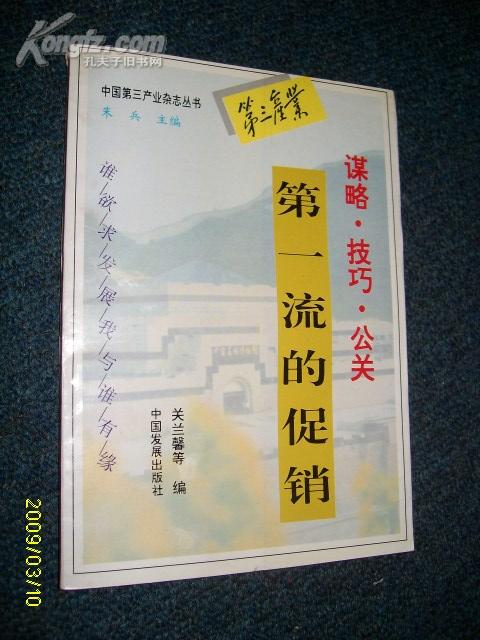 Kongfz.com
孔夫子旧书网
中国第三产业杂志丛书
朱兵 主编
第三産業
谋略·技巧·公关
第一流的促销
谁欲求发展我与谁有缘
关兰馨等 编
中国发展出版社
2009/03/10